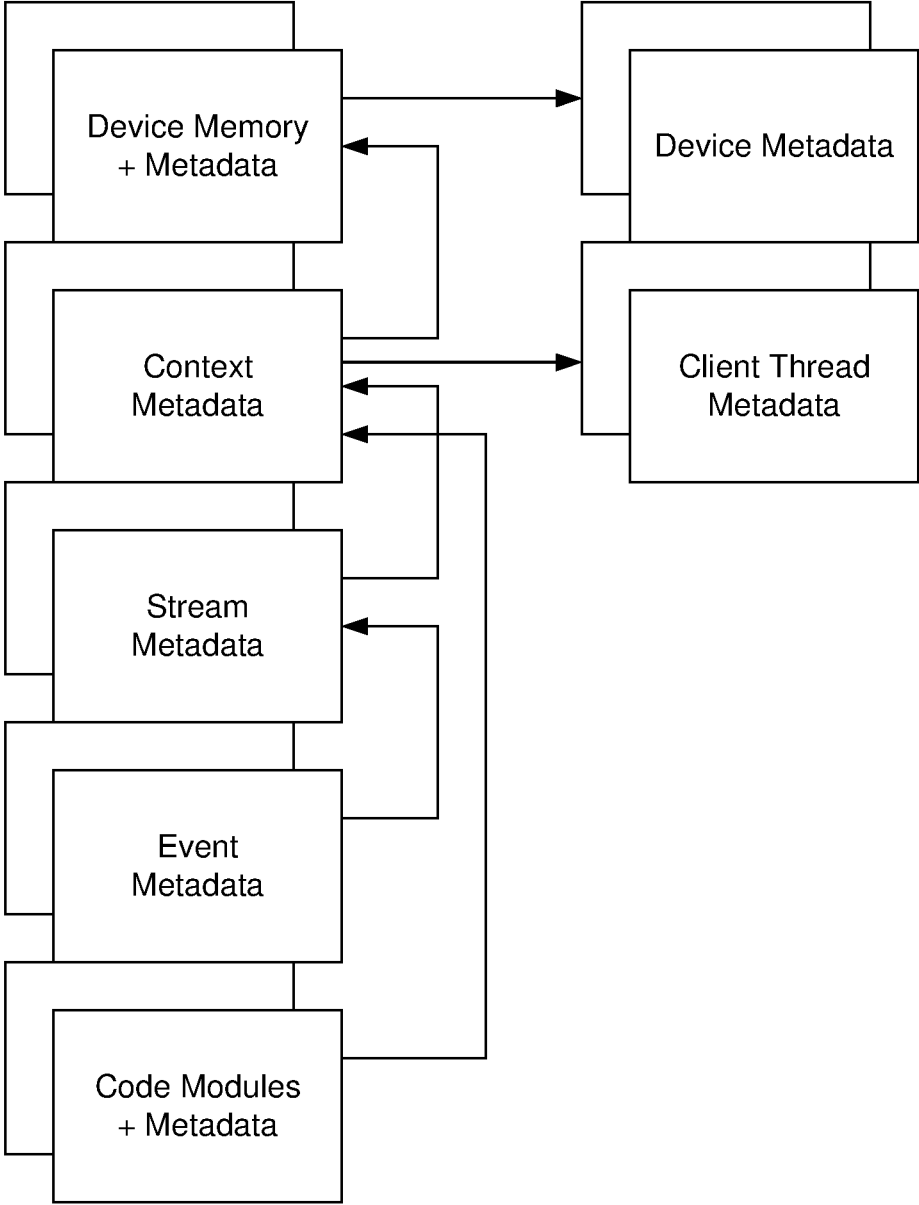 Device Memory
+ Metadata
Device Metadata
Context
Metadata
Client Thread
Metadata
Stream
Metadata
Event
Metadata
Code Modules
+ Metadata